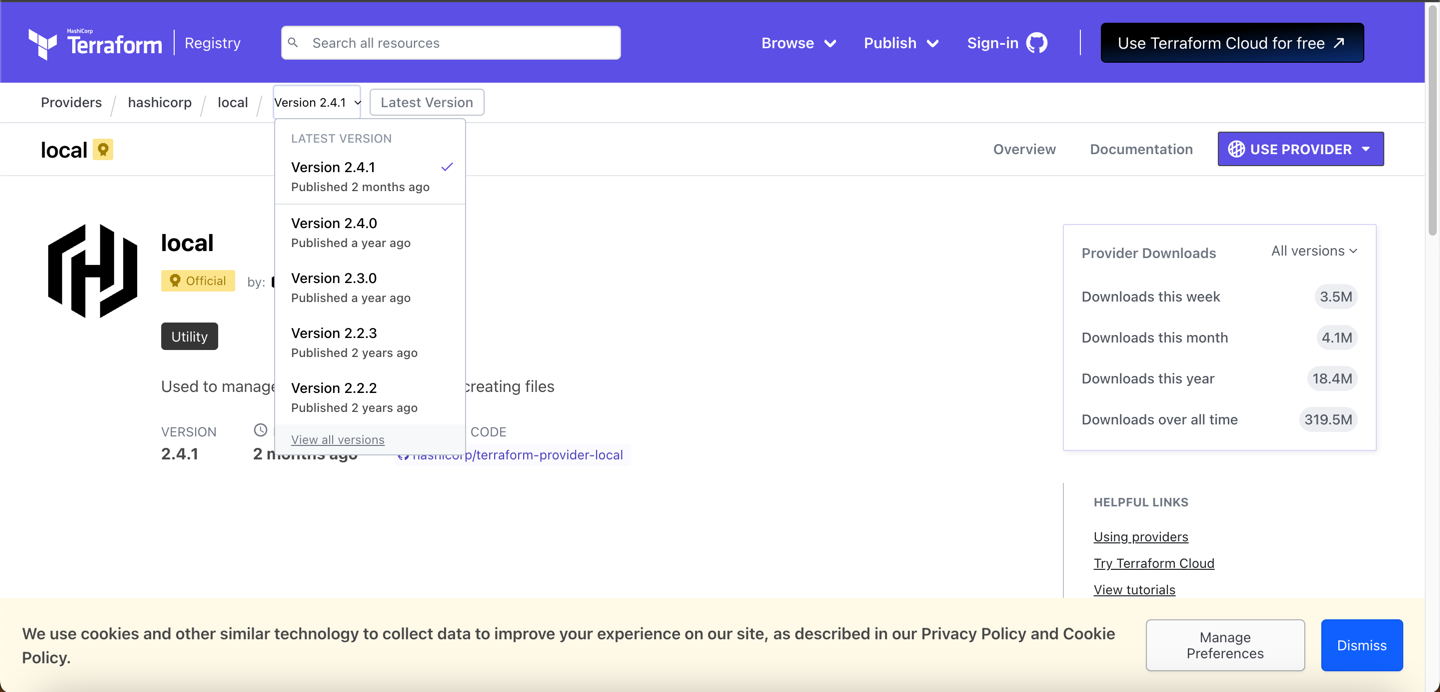 HashiCorp
Terraform Registry
Search all resources
Browse
Publish
Sign-in
Use Terraform Cloud for free
Providers / hashicorp / local / Version 2.4.1 Latest Version
LATEST VERSION
local
Overview
Documentation
USE PROVIDER
Version 2.4.1
Published 2 months ago
Version 2.4.0
Published a year ago
Version 2.3.0
Published a year ago
Version 2.2.3
Published 2 years ago
Version 2.2.2
Published 2 years ago
View all versions
local
Official by:
Utility
Used to manage creating files
VERSION
2.4.1
2 months ago
CODE
hashicorp/terraform-provider-local
Provider Downloads All versions
Downloads this week 3.5M
Downloads this month 4.1M
Downloads this year 18.4M
Downloads over all time 319.5M
HELPFUL LINKS
Using providers
Try Terraform Cloud
View tutorials
We use cookies and other similar technology to collect data to improve your experience on our site, as described in our Privacy Policy and Cookie
Policy.
Manage
Preferences
Dismiss